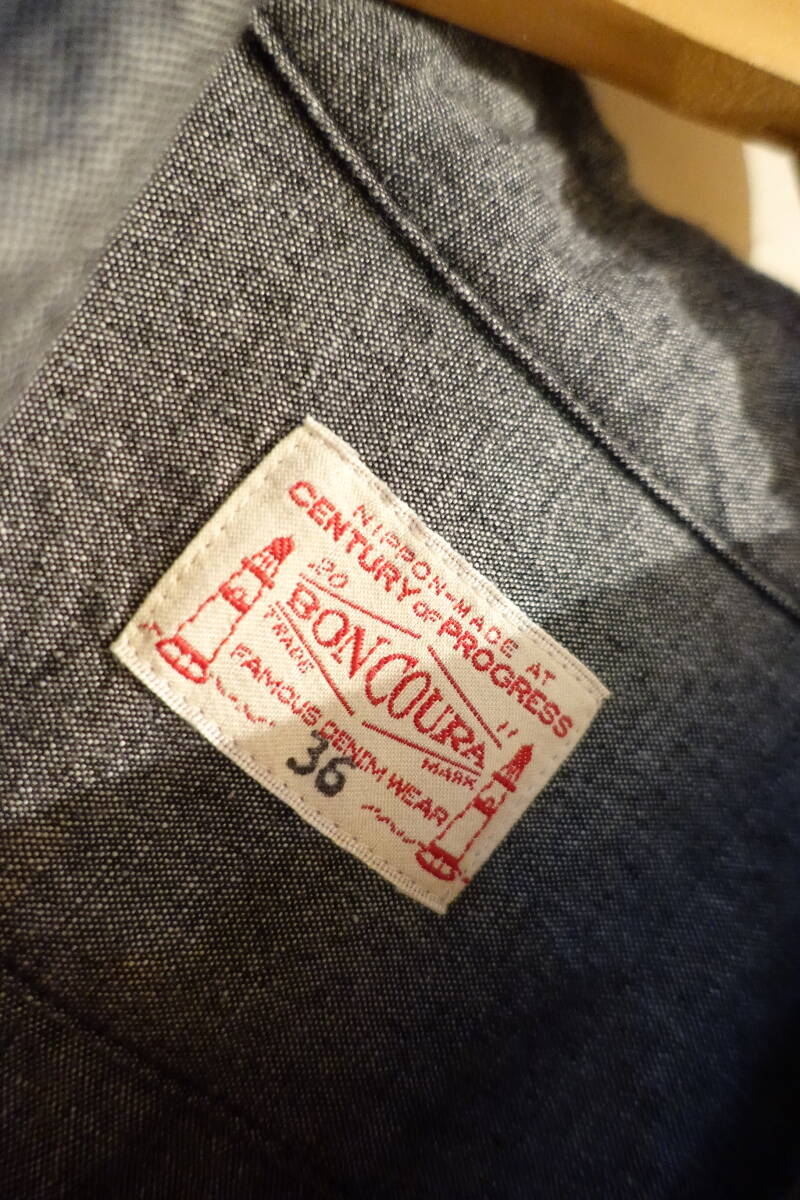 NIPPON-MADE AT
CENTURY OF PROGRESS
'20 "
BONCOURA
TRADE MARK
FAMOUS DENIM WEAR
36